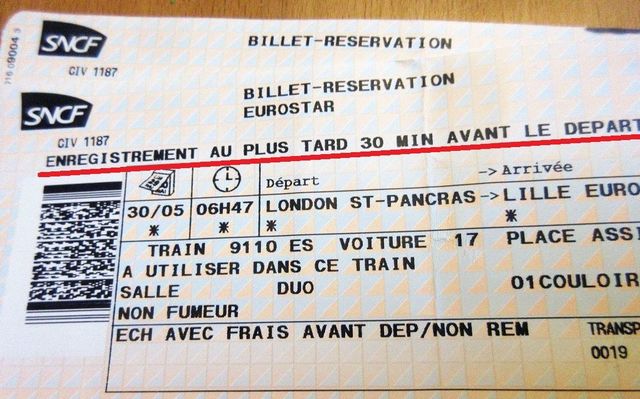 SNCF
BILLET-RESERVATION
CIV 1187
SNCF
BILLET-RESERVATION
EUROSTAR
CIV 1187
ENREGISTREMENT AU PLUS TARD 30 MIN AVANT LE DEPART
Départ -> Arrivée
30/05 06H47 LONDON ST-PANCRAS -> LILLE EURO
* * * *
TRAIN 9110 ES VOITURE 17 PLACE ASSI
A UTILISER DANS CE TRAIN
SALLE DUO 01COULOIR
NON FUMEUR
ECH AVEC FRAIS AVANT DEP/NON REM TRANSP
0019